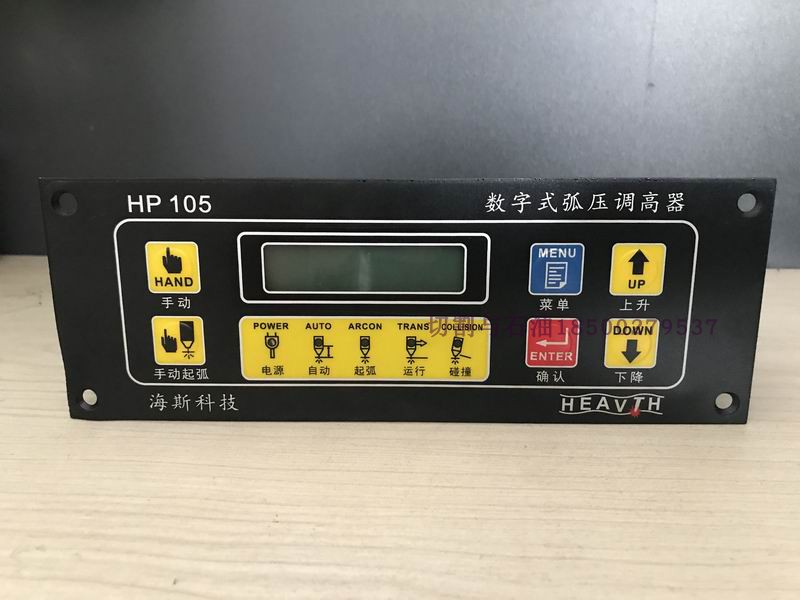 HP 105
数字式弧压调高器
HAND
手动
手动起弧
POWER AUTO ARCON TRANS COLLISION
电源 自动 起弧 运行 碰撞
MENU
菜单
UP
上升
ENTER
确认
DOWN
下降
海斯科技
HEAVTH